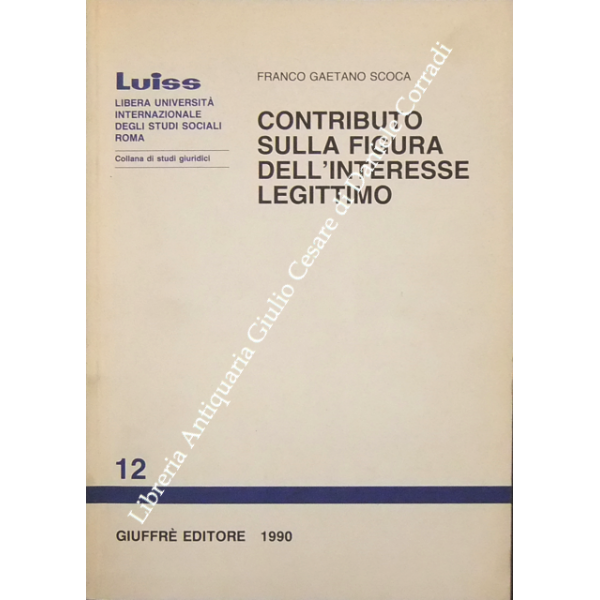 Luiss
LIBERA UNIVERSITÀ
INTERNAZIONALE
DEGLI STUDI SOCIALI
ROMA
Collana di studi giuridici
FRANCO GAETANO SCOCA
CONTRIBUTO
SULLA FIGURA
DELL'INTERESSE
LEGITTIMO
12
GIUFFRÈ EDITORE 1990
Libreria Antiquaria Giulio Cesare di Daniele Corradi